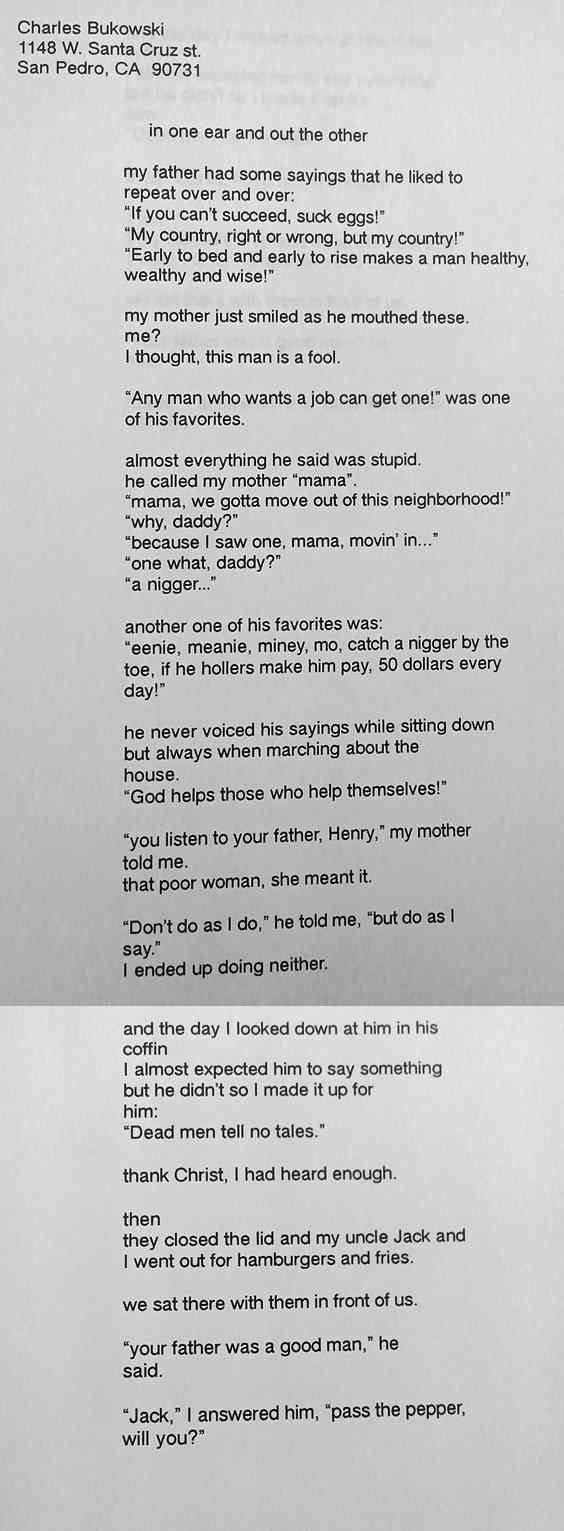 Charles Bukowski
1148 W. Santa Cruz st.
San Pedro, CA  90731
in one ear and out the other
my father had some sayings that he liked to
repeat over and over:
“If you can’t succeed, suck eggs!”
“My country, right or wrong, but my country!”
“Early to bed and early to rise makes a man healthy,
wealthy and wise!”
my mother just smiled as he mouthed these.
me?
I thought, this man is a fool.
“Any man who wants a job can get one!” was one
of his favorites.
almost everything he said was stupid.
he called my mother “mama”.
“mama, we gotta move out of this neighborhood!”
“why, daddy?”
“because I saw one, mama, movin’ in...”
“one what, daddy?”
“a nigger...”
another one of his favorites was:
“eenie, meanie, miney, mo, catch a nigger by the
toe, if he hollers make him pay, 50 dollars every
day!”
he never voiced his sayings while sitting down
but always when marching about the
house.
“God helps those who help themselves!”
“you listen to your father, Henry,” my mother
told me.
that poor woman, she meant it.
“Don’t do as I do,” he told me, “but do as I
say.”
I ended up doing neither.
and the day I looked down at him in his
coffin
I almost expected him to say something
but he didn’t so I made it up for
him:
“Dead men tell no tales.”
thank Christ, I had heard enough.
then
they closed the lid and my uncle Jack and
I went out for hamburgers and fries.
we sat there with them in front of us.
“your father was a good man,” he
said.
“Jack,” I answered him, “pass the pepper,
will you?”